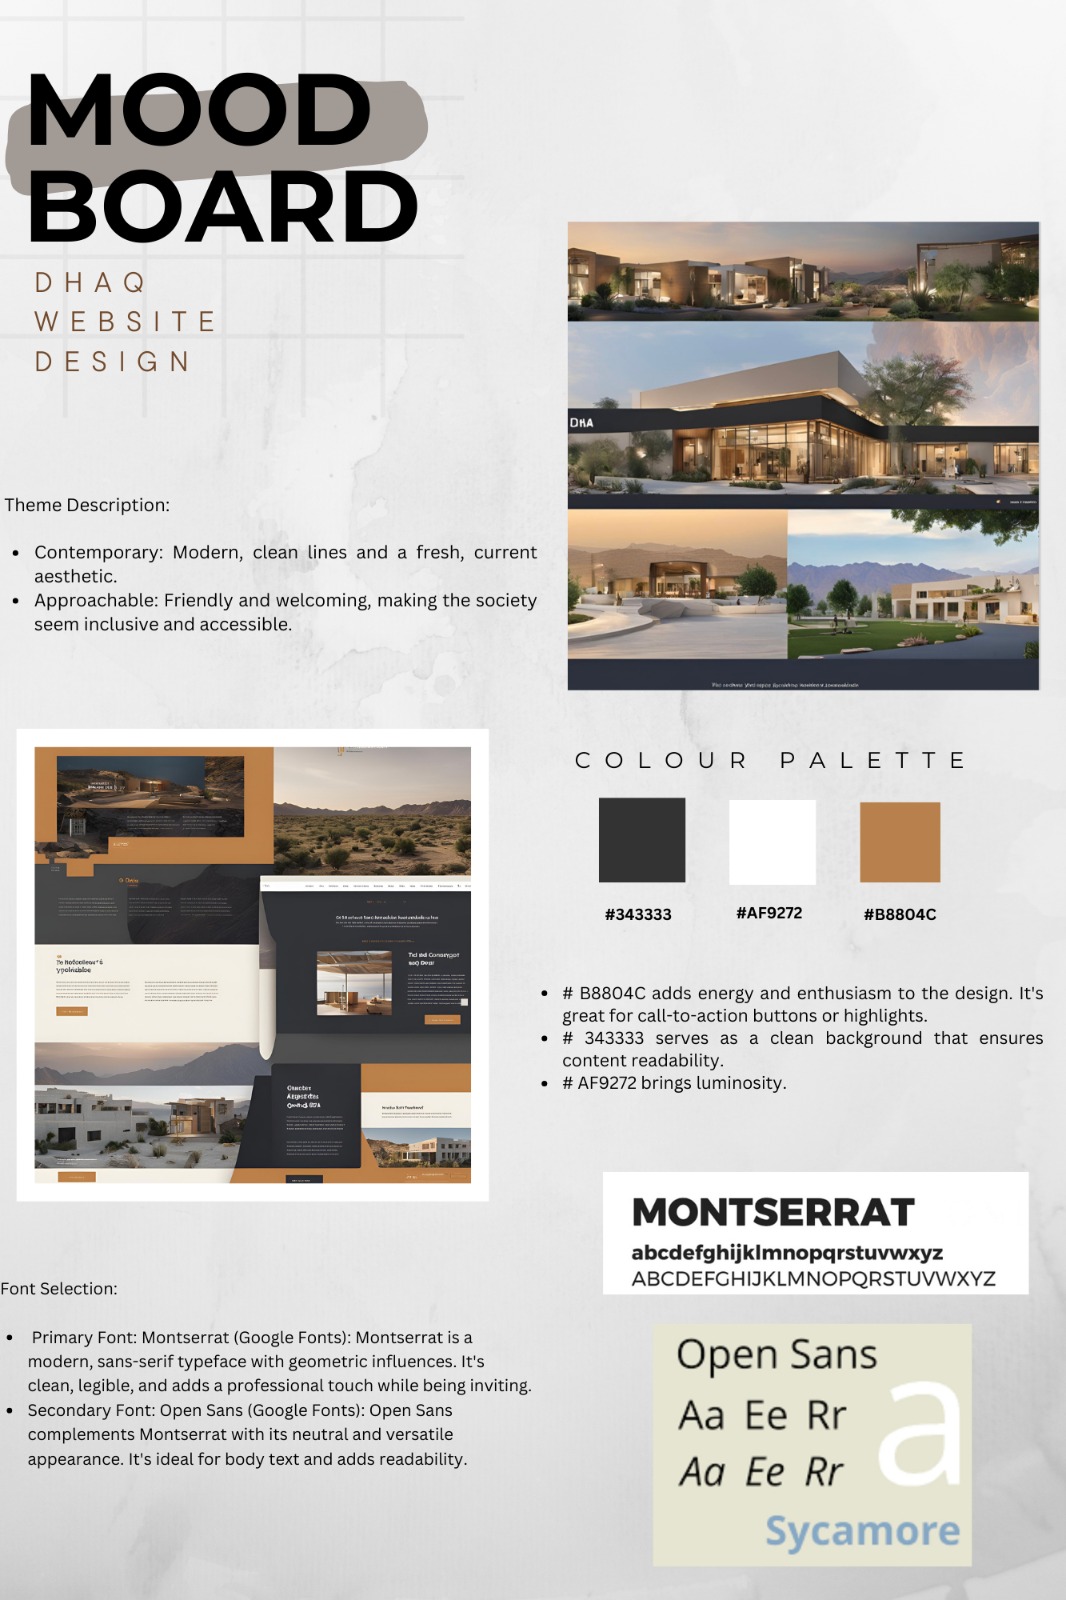 MOOD
BOARD
DHAQ
WEBSITE
DESIGN
DHA
Theme Description:
• Contemporary: Modern, clean lines and a fresh, current
aesthetic.
• Approachable: Friendly and welcoming, making the society
seem inclusive and accessible.
COLOUR PALETTE
#343333
#AF9272
#B8804C
• # B8804C adds energy and enthusiasm to the design. It's
great for call-to-action buttons or highlights.
• # 343333 serves as a clean background that ensures
content readability.
• # AF9272 brings luminosity.
MONTSERRAT
abcdefghijklmnopqrstuvwxyz
ABCDEFGHIJKLMNOPQRSTUVWXYZ
Font Selection:
• Primary Font: Montserrat (Google Fonts): Montserrat is a
modern, sans-serif typeface with geometric influences. It's
clean, legible, and adds a professional touch while being inviting.
• Secondary Font: Open Sans (Google Fonts): Open Sans
complements Montserrat with its neutral and versatile
appearance. It's ideal for body text and adds readability.
Open Sans
Aa Ee Rr
Aa Ee Rr
a
Sycamore